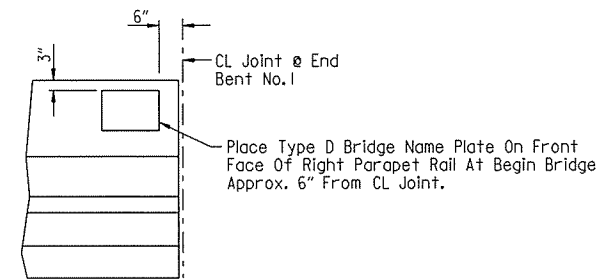 6"
3"
CL Joint @ End
Bent No.1
Place Type D Bridge Name Plate On Front
Face Of Right Parapet Rail At Begin Bridge
Approx. 6" From CL Joint.